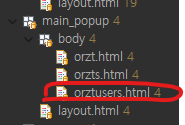 layout.html 19
main_popup 4
body 4
orzt.html 4
orzts.html 4
orztusers.html 4
layout.html 4